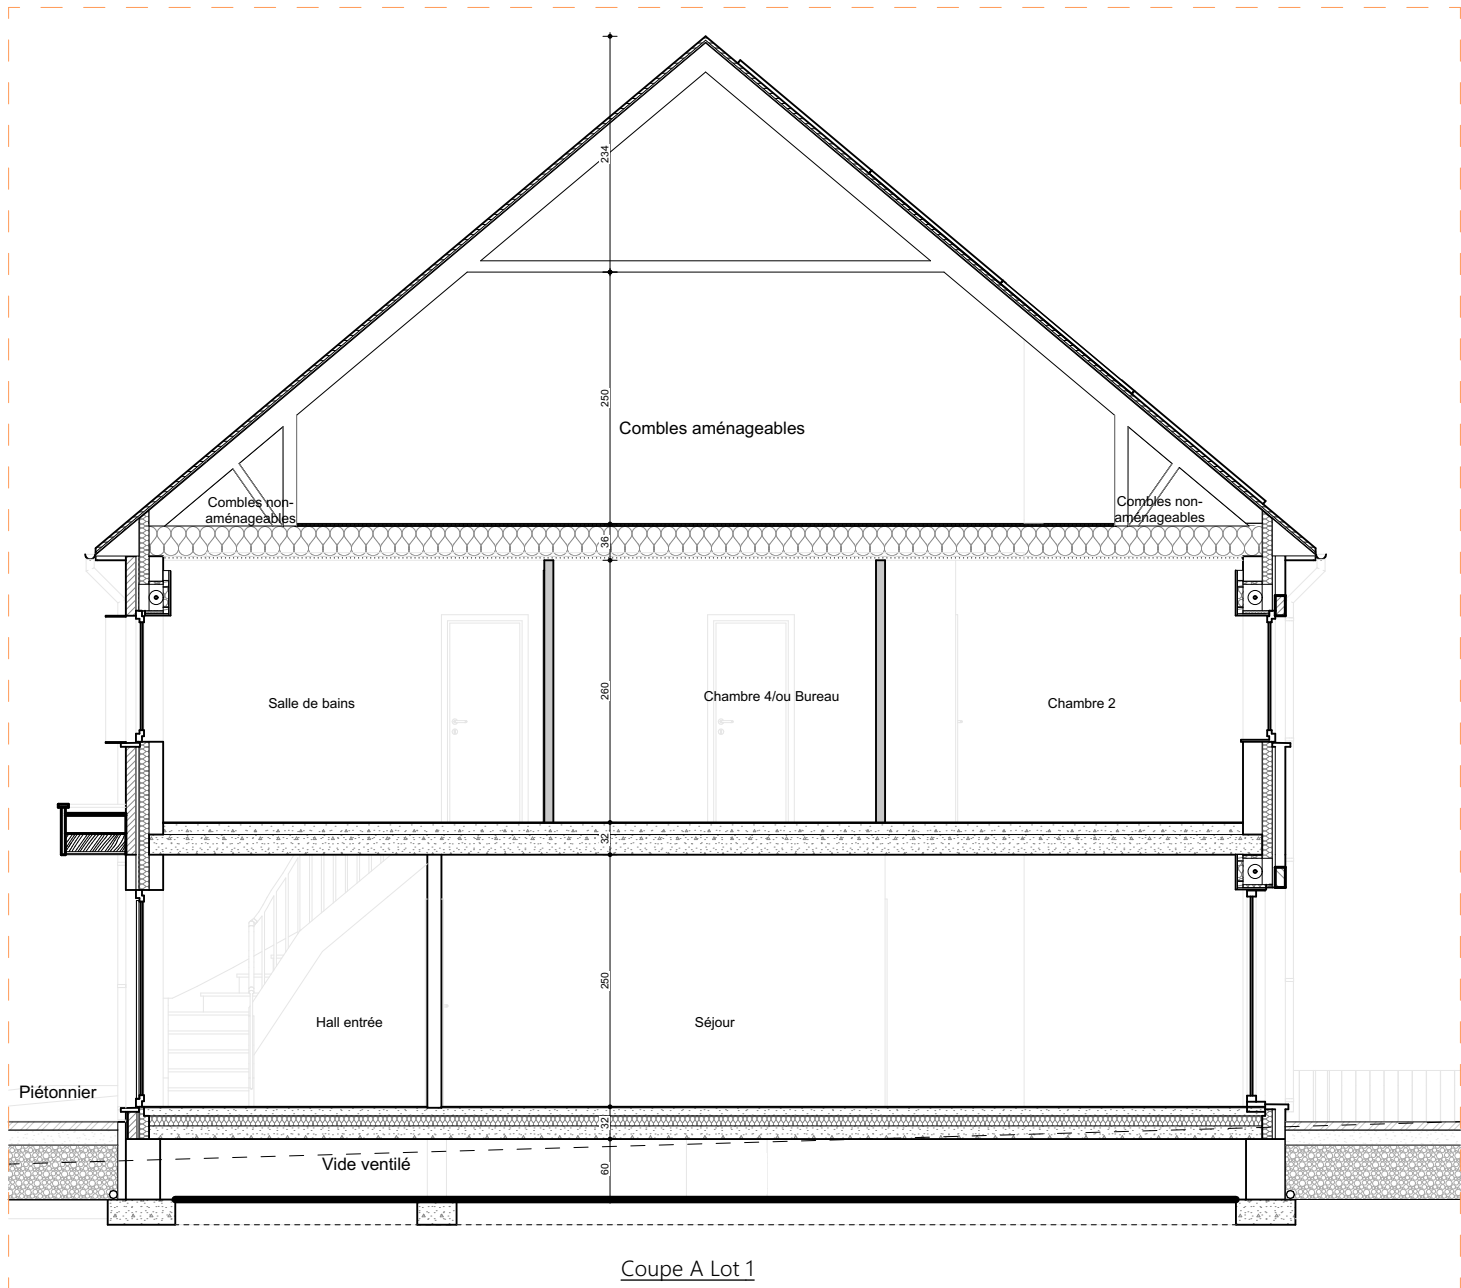 234
250
Combles aménageables
Combles non-
aménageables
Combles non-
aménageables
36
260
Salle de bains
Chambre 4/ou Bureau
Chambre 2
32
250
Hall entrée
Séjour
Piétonnier
32
Vide ventilé
60
Coupe A Lot 1